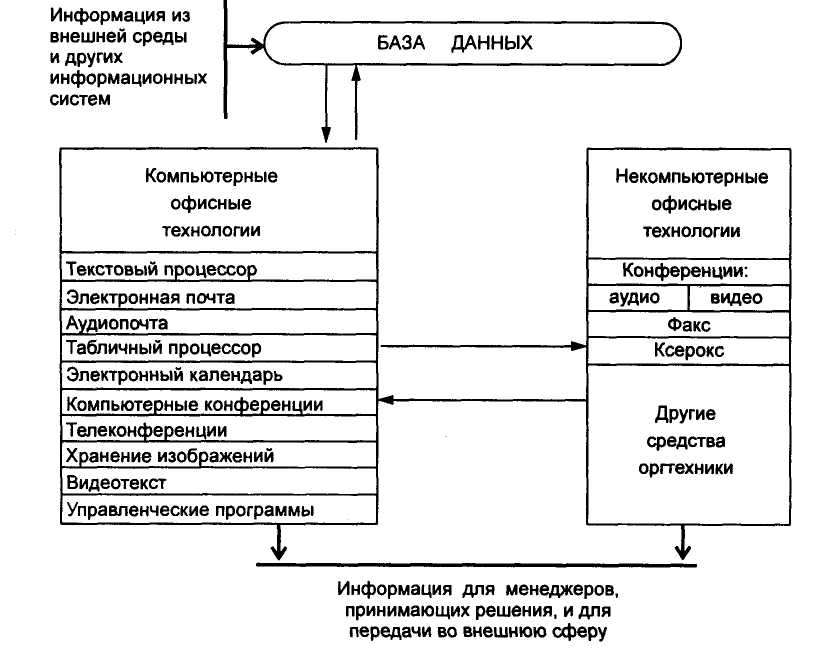 Информация из
внешней среды
и других
информационных
систем
БАЗА ДАННЫХ
Компьютерные
офисные
технологии
Текстовый процессор
Электронная почта
Аудиопочта
Табличный процессор
Электронный календарь
Компьютерные конференции
Телеконференции
Хранение изображений
Видеотекст
Управленческие программы
Некомпьютерные
офисные
технологии
Конференции:
аудио видео
Факс
Ксерокс
Другие
средства
оргтехники
Информация для менеджеров,
принимающих решения, и для
передачи во внешнюю сферу